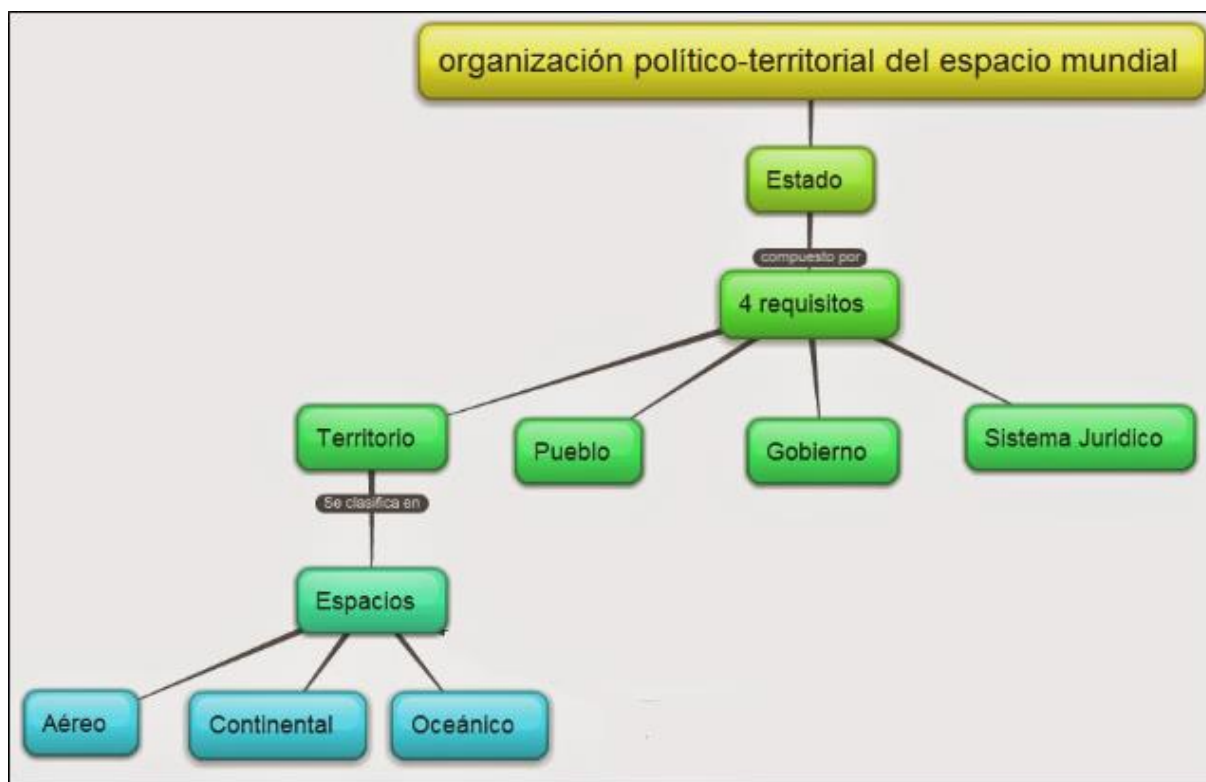 organización político-territorial del espacio mundial
Estado
compuesto por
4 requisitos
Territorio
Pueblo
Gobierno
Sistema Juridico
Se clasifica en
Espacios
Aéreo
Continental
Oceánico